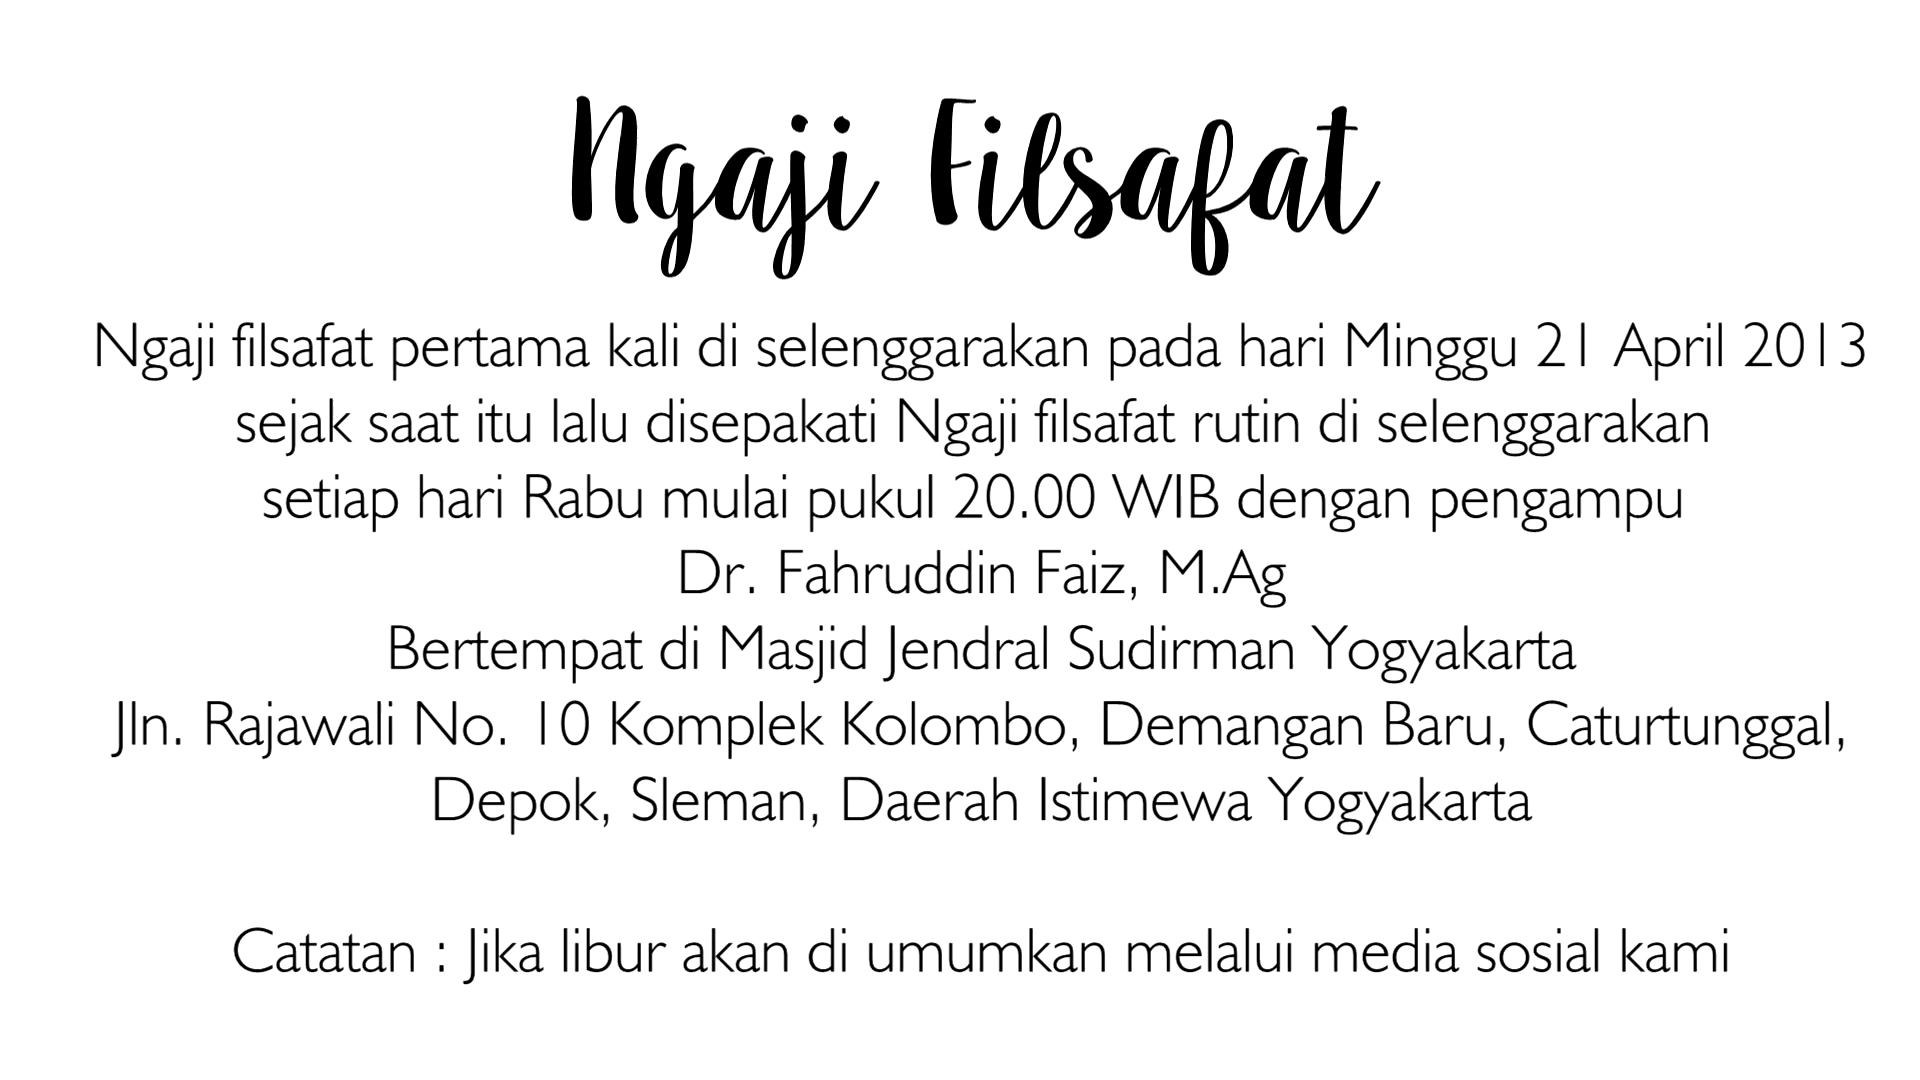 Ngaji Filsafat
Ngaji filsafat pertama kali di selenggarakan pada hari Minggu 21 April 2013
sejak saat itu lalu disepakati Ngaji filsafat rutin di selenggarakan
setiap hari Rabu mulai pukul 20.00 WIB dengan pengampu
Dr. Fahruddin Faiz, M.Ag
Bertempat di Masjid Jendral Sudirman Yogyakarta
Jln. Rajawali No. 10 Komplek Kolombo, Demangan Baru, Caturtunggal,
Depok, Sleman, Daerah Istimewa Yogyakarta
Catatan : Jika libur akan di umumkan melalui media sosial kami